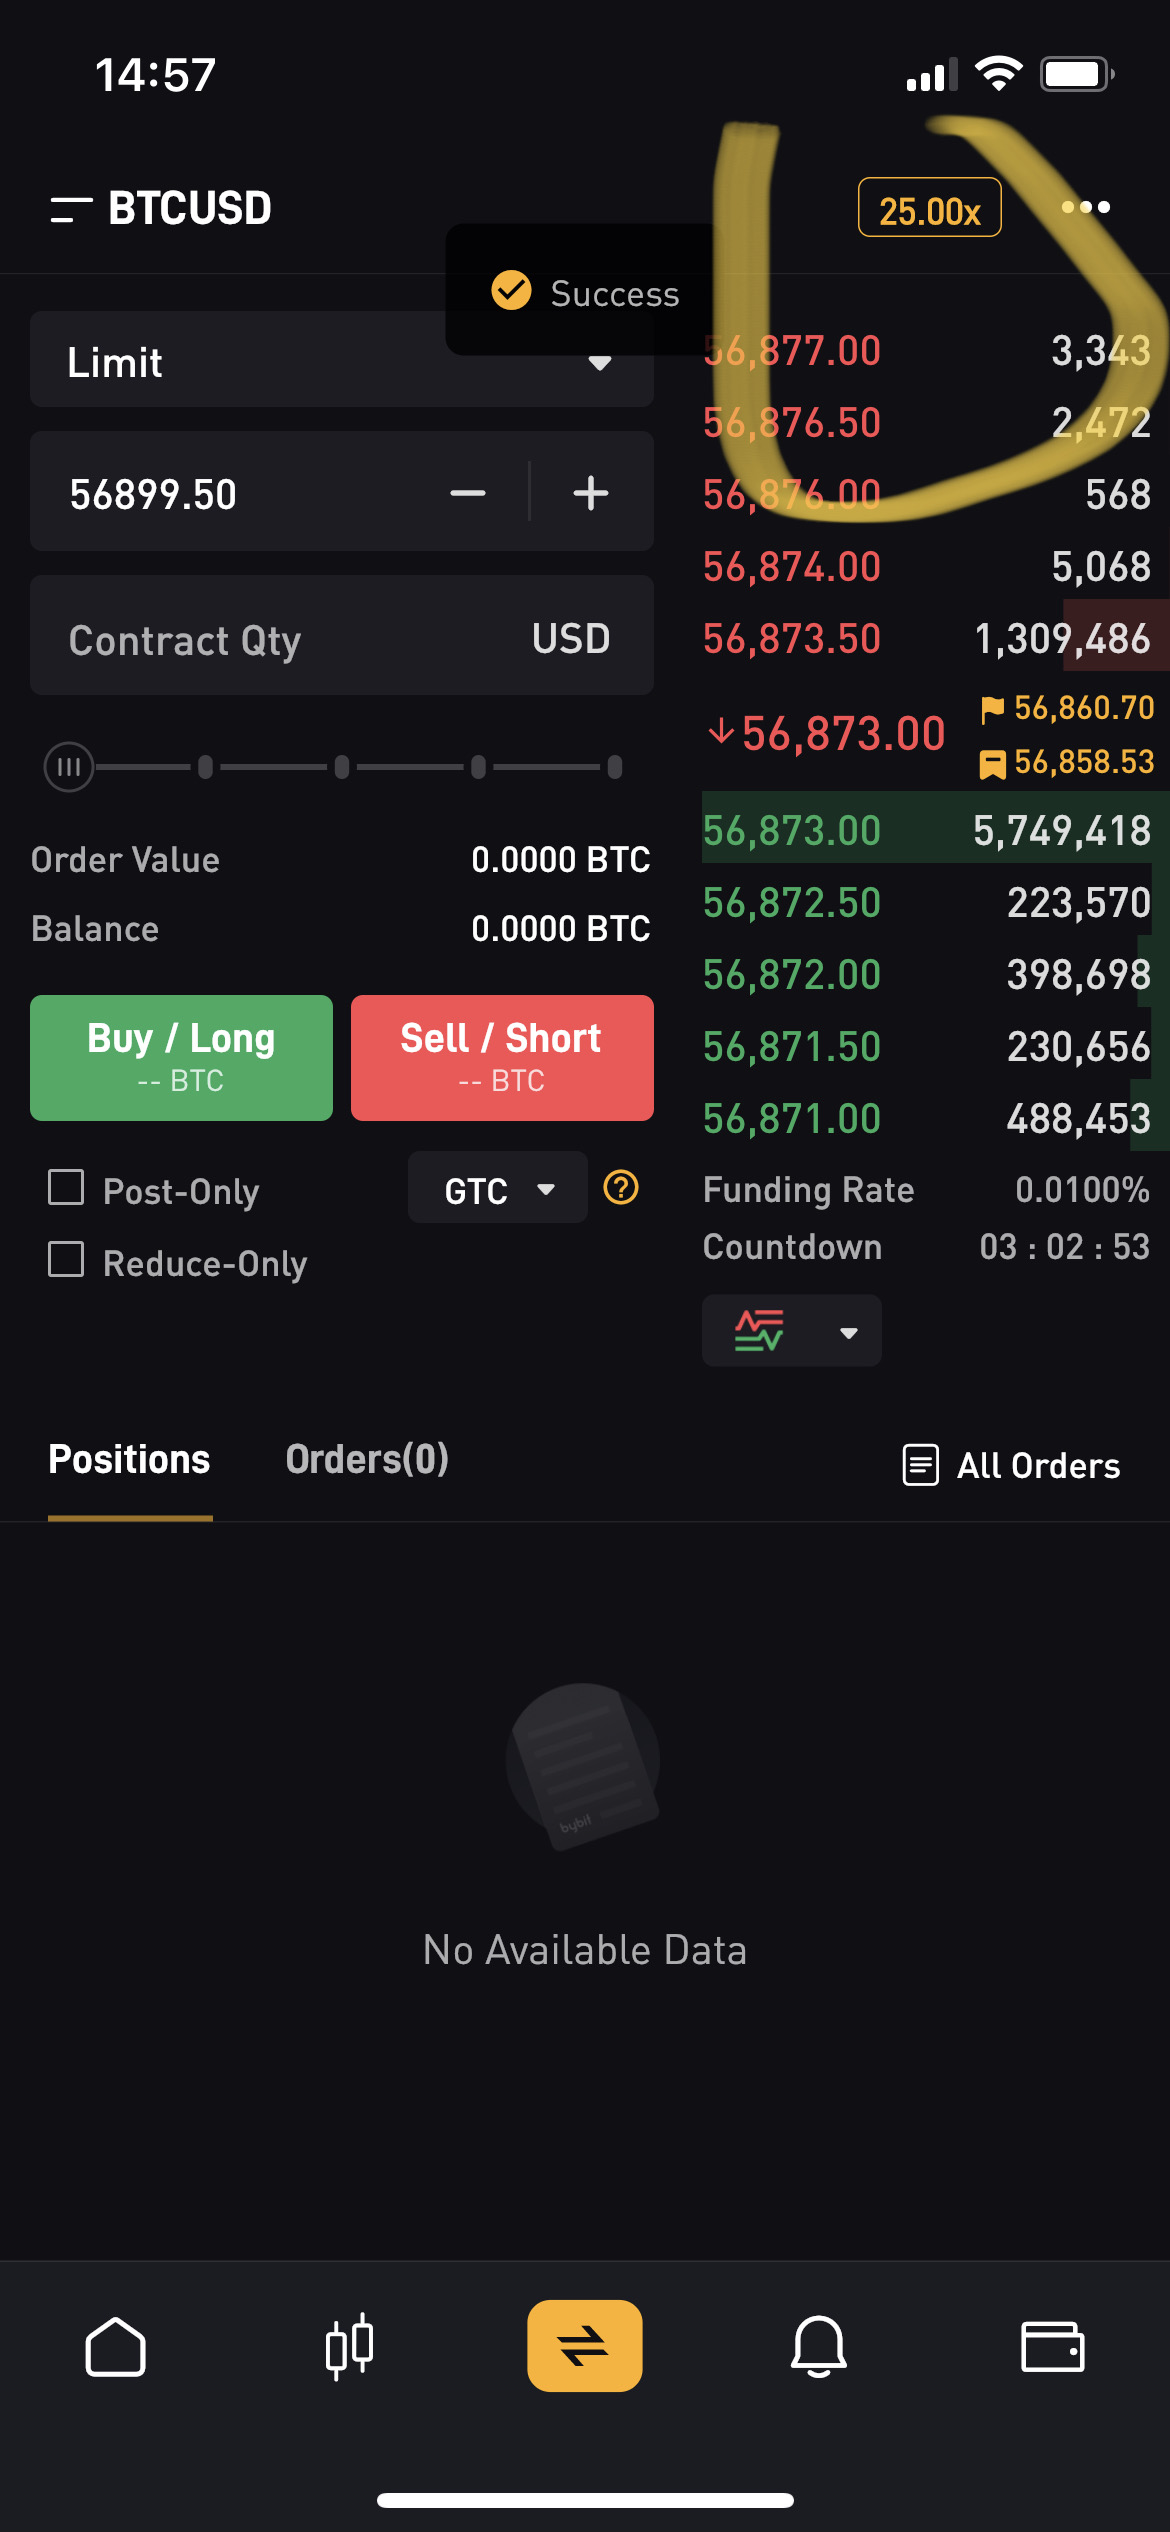 14:57
BTCUSD
25.00x
Success
Limit
56899.50
Contract Qty USD
Order Value 0.0000 BTC
Balance 0.0000 BTC
Buy / Long
-- BTC
Sell / Short
-- BTC
Post-Only
GTC
Reduce-Only
56,877.00 3,343
56,876.50 2,472
56,876.00 568
56,874.00 5,068
56,873.50 1,309,486
56,873.00
56,860.70
56,858.53
56,873.00 5,749,418
56,872.50 223,570
56,872.00 398,698
56,871.50 230,656
56,871.00 488,453
Funding Rate 0.0100%
Countdown 03 : 02 : 53
Positions
Orders(0)
All Orders
bybit
No Available Data